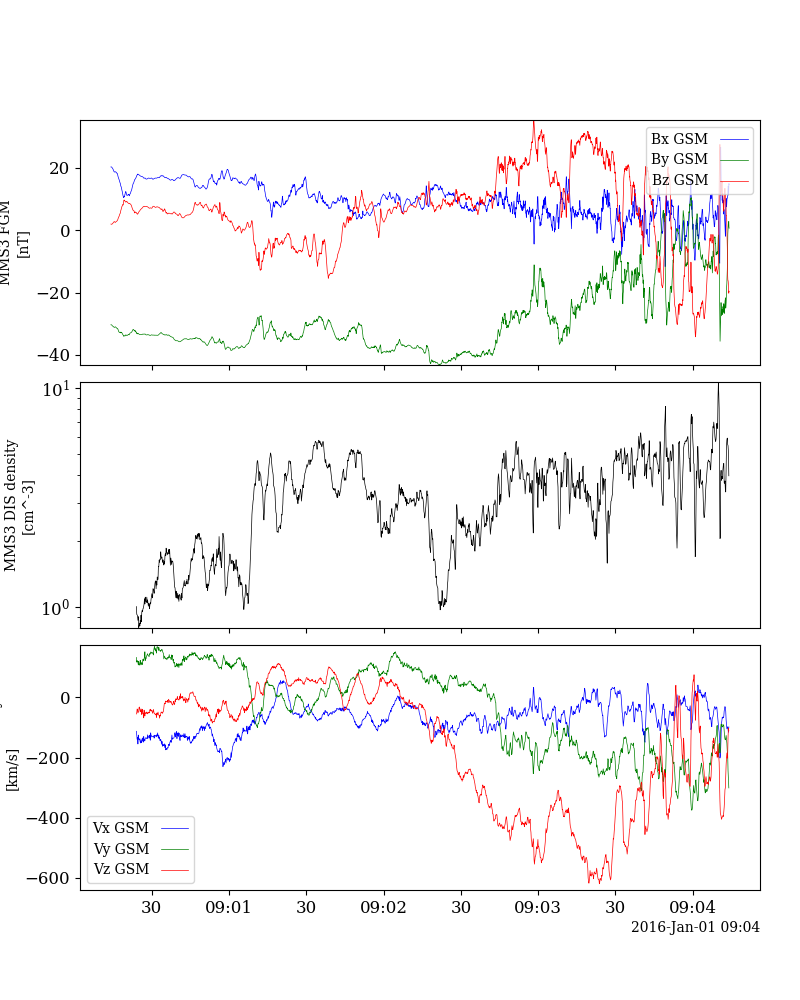 MMS3 FGM
[nT]
20
0
−20
−40
Bx GSM
By GSM
Bz GSM
MMS3 DIS density
[cm^-3]
10^1
10^0
[km/s]
0
−200
−400
−600
Vx GSM
Vy GSM
Vz GSM
30 09:01 30 09:02 30 09:03 30 09:04
2016-Jan-01 09:04